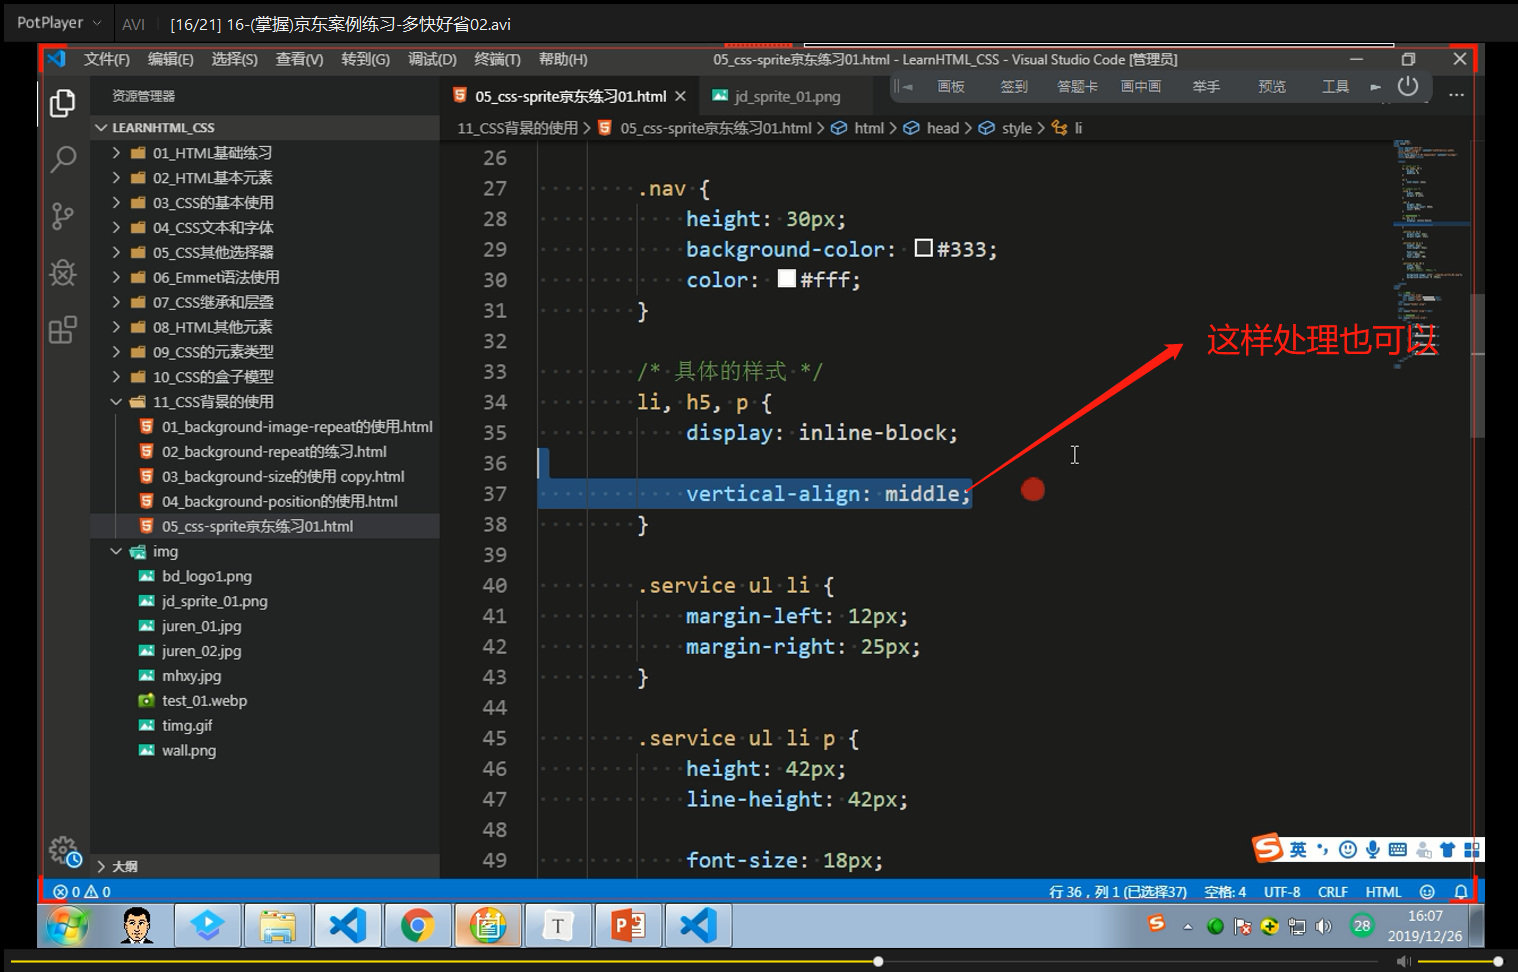 PotPlayer AVI [16/21] 16-(掌握)京东案例练习-多快好省02.avi
文件(F) 编辑(E) 选择(S) 查看(V) 转到(G) 调试(D) 终端(T) 帮助(H) 05_css-sprite京东练习01.html - LearnHTML_CSS - Visual Studio Code [管理员]
画板 签到 答题卡 画中画 举手 预览 工具
资源管理器
05_css-sprite京东练习01.html
jd_sprite_01.png
11_CSS背景的使用 > 05_css-sprite京东练习01.html > html > head > style > li
LEARNHTML_CSS
01_HTML基础练习
02_HTML基本元素
03_CSS的基本使用
04_CSS文本和字体
05_CSS其他选择器
06_Emmet语法使用
07_CSS继承和层叠
08_HTML其他元素
09_CSS的元素类型
10_CSS的盒子模型
11_CSS背景的使用
01_background-image-repeat的使用.html
02_background-repeat的练习.html
03_background-size的使用 copy.html
04_background-position的使用.html
05_css-sprite京东练习01.html
img
bd_logo1.png
jd_sprite_01.png
juren_01.jpg
juren_02.jpg
mhxy.jpg
test_01.webp
timg.gif
wall.png
大纲
26
27 .nav {
28 height: 30px;
29 background-color: #333;
30 color: #fff;
31 }
32
33 /* 具体的样式 */
34 li, h5, p {
35 display: inline-block;
36
37 vertical-align: middle;
38 }
39
40 .service ul li {
41 margin-left: 12px;
42 margin-right: 25px;
43 }
44
45 .service ul li p {
46 height: 42px;
47 line-height: 42px;
48
49 font-size: 18px;
这样处理也可以
英
0 0 行 36，列 1 (已选择37) 空格: 4 UTF-8 CRLF HTML
28
16:07
2019/12/26